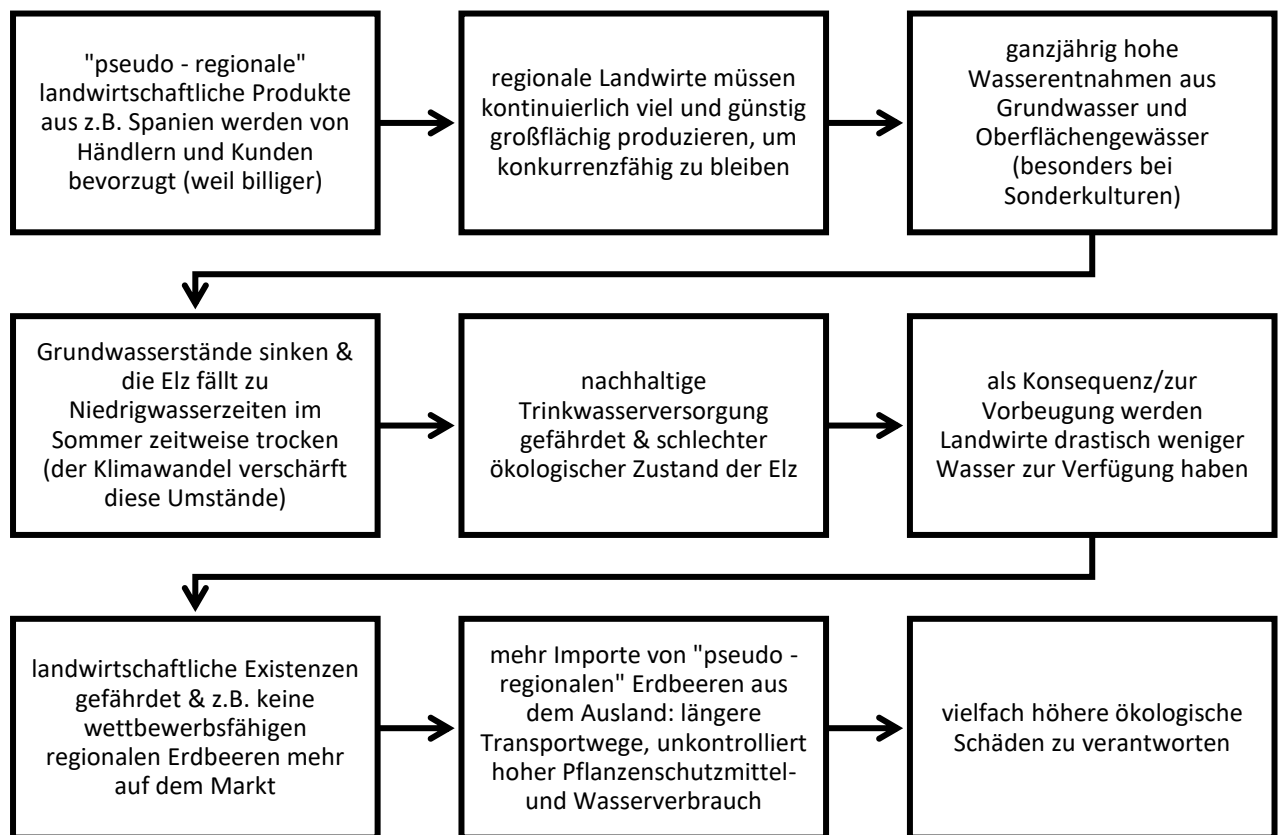 "pseudo - regionale"
landwirtschaftliche Produkte
aus z.B. Spanien werden von
Händlern und Kunden
bevorzugt (weil billiger)
regionale Landwirte müssen
kontinuierlich viel und günstig
großflächig produzieren, um
konkurrenzfähig zu bleiben
ganzjährig hohe
Wasserentnahmen aus
Grundwasser und
Oberflächengewässer
(besonders bei
Sonderkulturen)
Grundwasserstände sinken &
die Elz fällt zu
Niedrigwasserzeiten im
Sommer zeitweise trocken
(der Klimawandel verschärft
diese Umstände)
nachhaltige
Trinkwasserversorgung
gefährdet & schlechter
ökologischer Zustand der Elz
als Konsequenz/zur
Vorbeugung werden
Landwirte drastisch weniger
Wasser zur Verfügung haben
landwirtschaftliche Existenzen
gefährdet & z.B. keine
wettbewerbsfähigen
regionalen Erdbeeren mehr
auf dem Markt
mehr Importe von "pseudo -
regionalen" Erdbeeren aus
dem Ausland: längere
Transportwege, unkontrolliert
hoher Pflanzenschutzmittel-
und Wasserverbrauch
vielfach höhere ökologische
Schäden zu verantworten